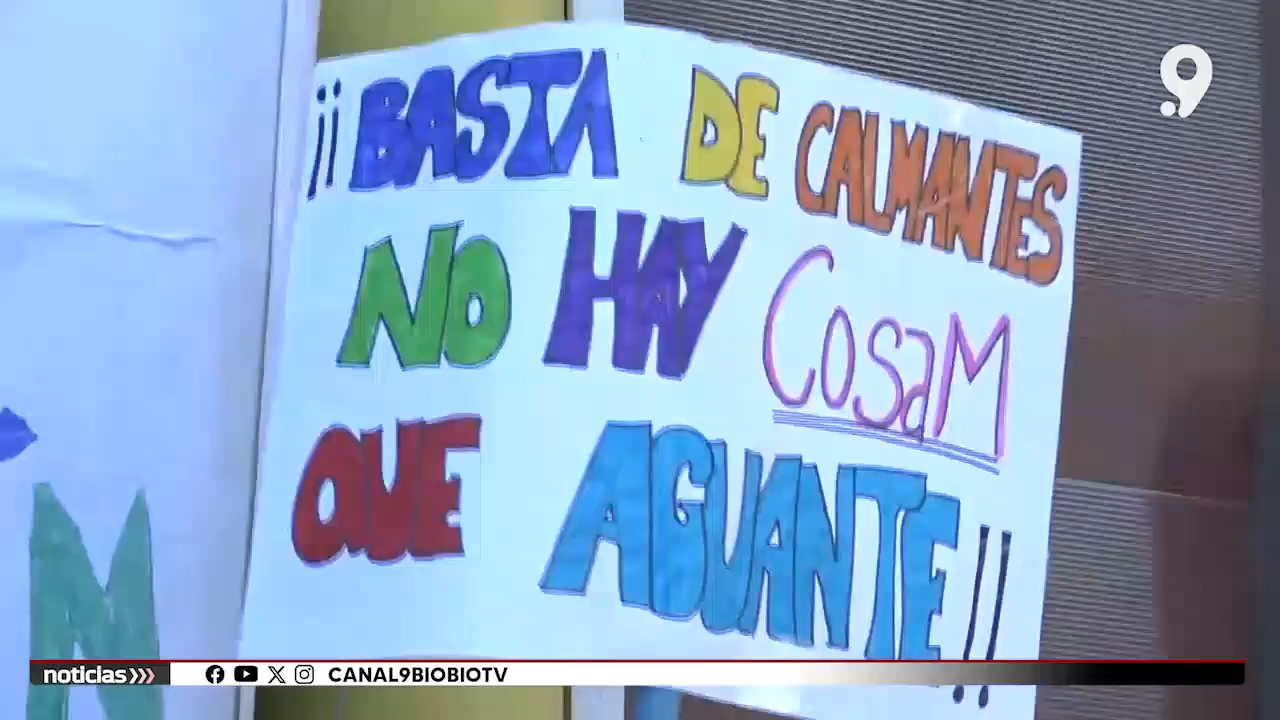 9
¡¡BASTA DE CALMANTES
NO HAY CosaM
QUE AGUANTE!!
N
noticias
CANAL9BIOBIOTV